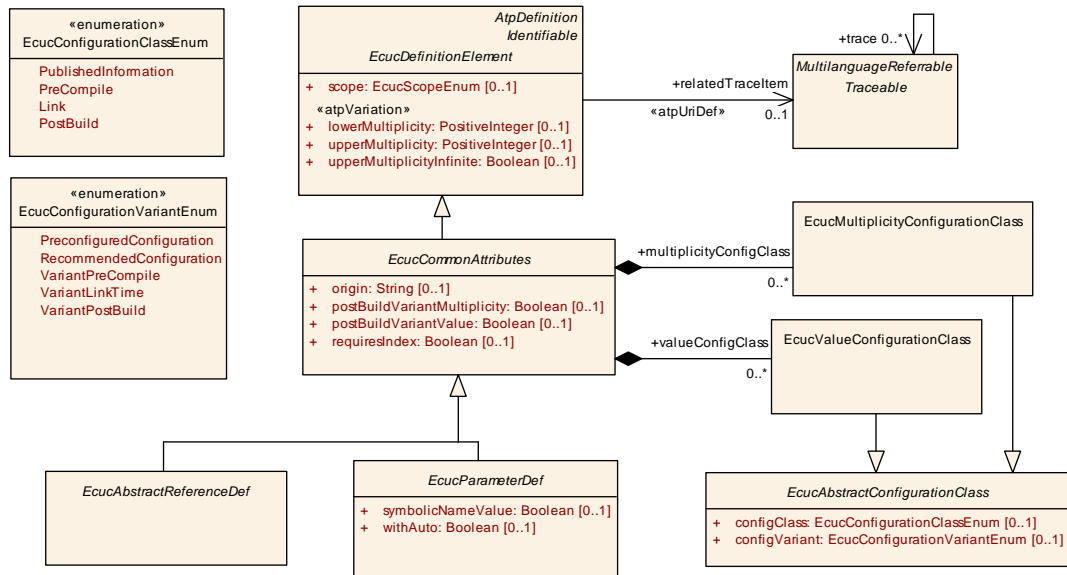 «enumeration»
EcucConfigurationClassEnum
PublishedInformation
PreCompile
Link
PostBuild
AtpDefinition
Identifiable
EcucDefinitionElement
+ scope: EcucScopeEnum [0..1]
«atpVariation»
+ lowerMultiplicity: PositiveInteger [0..1]
+ upperMultiplicity: PositiveInteger [0..1]
+ upperMultiplicityInfinite: Boolean [0..1]
+relatedTraceItem
«atpUriDef»
0..1
+trace 0..*
MultilanguageReferrable
Traceable
«enumeration»
EcucConfigurationVariantEnum
PreconfiguredConfiguration
RecommendedConfiguration
VariantPreCompile
VariantLinkTime
VariantPostBuild
EcucCommonAttributes
+ origin: String [0..1]
+ postBuildVariantMultiplicity: Boolean [0..1]
+ postBuildVariantValue: Boolean [0..1]
+ requiresIndex: Boolean [0..1]
+multiplicityConfigClass
0..*
EcucMultiplicityConfigurationClass
+valueConfigClass
0..*
EcucValueConfigurationClass
EcucAbstractReferenceDef
EcucParameterDef
+ symbolicNameValue: Boolean [0..1]
+ withAuto: Boolean [0..1]
EcucAbstractConfigurationClass
+ configClass: EcucConfigurationClassEnum [0..1]
+ configVariant: EcucConfigurationVariantEnum [0..1]